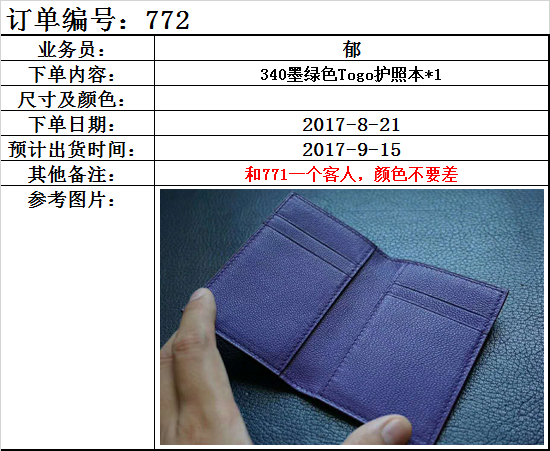 订单编号：772
业务员： 郁
下单内容： 340墨绿色Togo护照本*1
尺寸及颜色：
下单日期： 2017-8-21
预计出货时间： 2017-9-15
其他备注： 和771一个客人，颜色不要差
参考图片：